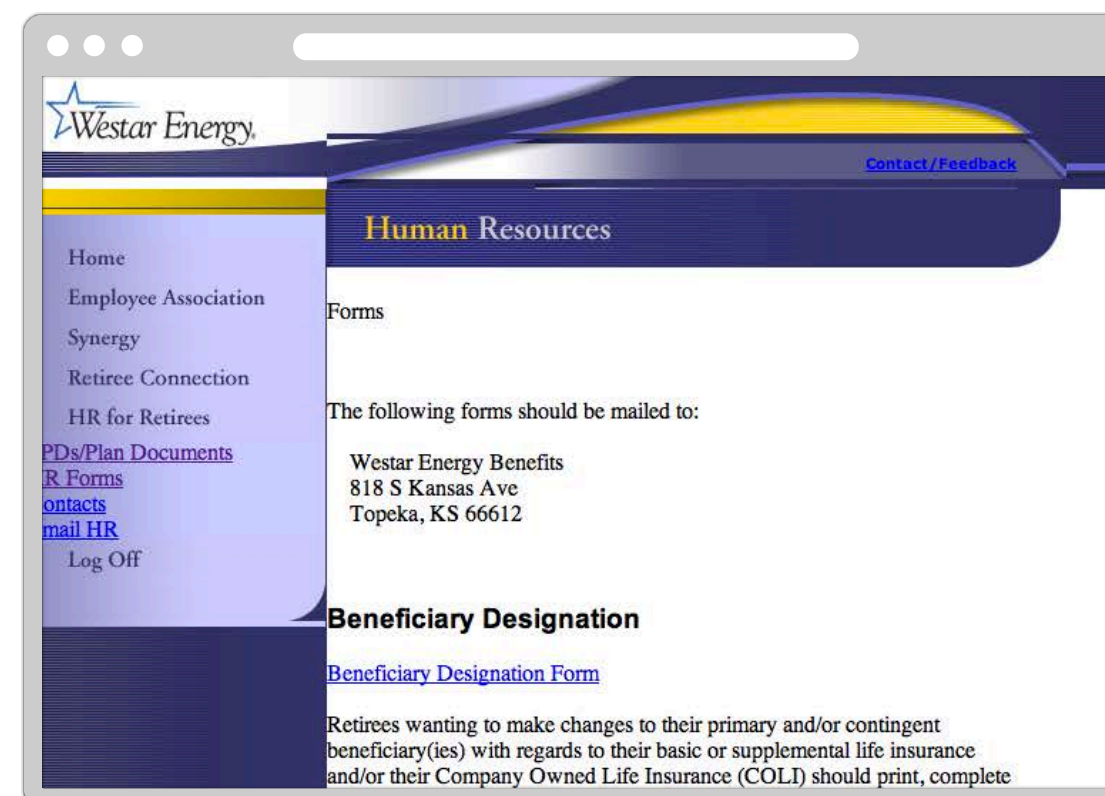 Westar Energy.
Contact/Feedback
Human Resources
Home
Employee Association
Synergy
Retiree Connection
HR for Retirees
PDs/Plan Documents
R Forms
ontacts
mail HR
Log Off
Forms
The following forms should be mailed to:
Westar Energy Benefits
818 S Kansas Ave
Topeka, KS 66612
Beneficiary Designation
Beneficiary Designation Form
Retirees wanting to make changes to their primary and/or contingent
beneficiary(ies) with regards to their basic or supplemental life insurance
and/or their Company Owned Life Insurance (COLI) should print, complete